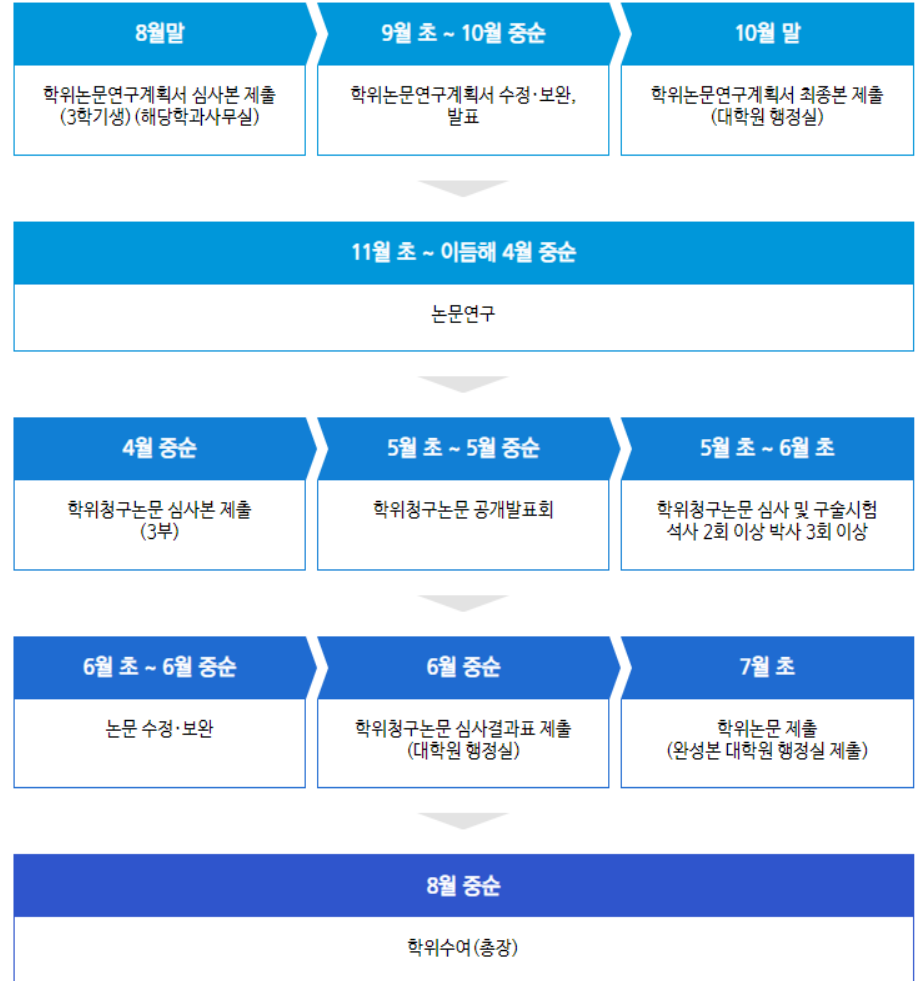 8월말
9월 초 ~ 10월 중순
10월 말
학위논문연구계획서 심사본 제출
(3학기생) (해당학과사무실)
학위논문연구계획서 수정·보완,
발표
학위논문연구계획서 최종본 제출
(대학원 행정실)
11월 초 ~ 이듬해 4월 중순
논문연구
4월 중순
5월 초 ~ 5월 중순
5월 초 ~ 6월 초
학위청구논문 심사본 제출
(3부)
학위청구논문 공개발표회
학위청구논문 심사 및 구술시험
석사 2회 이상 박사 3회 이상
6월 초 ~ 6월 중순
6월 중순
7월 초
논문 수정·보완
학위청구논문 심사결과표 제출
(대학원 행정실)
학위논문 제출
(완성본 대학원 행정실 제출)
8월 중순
학위수여(총장)